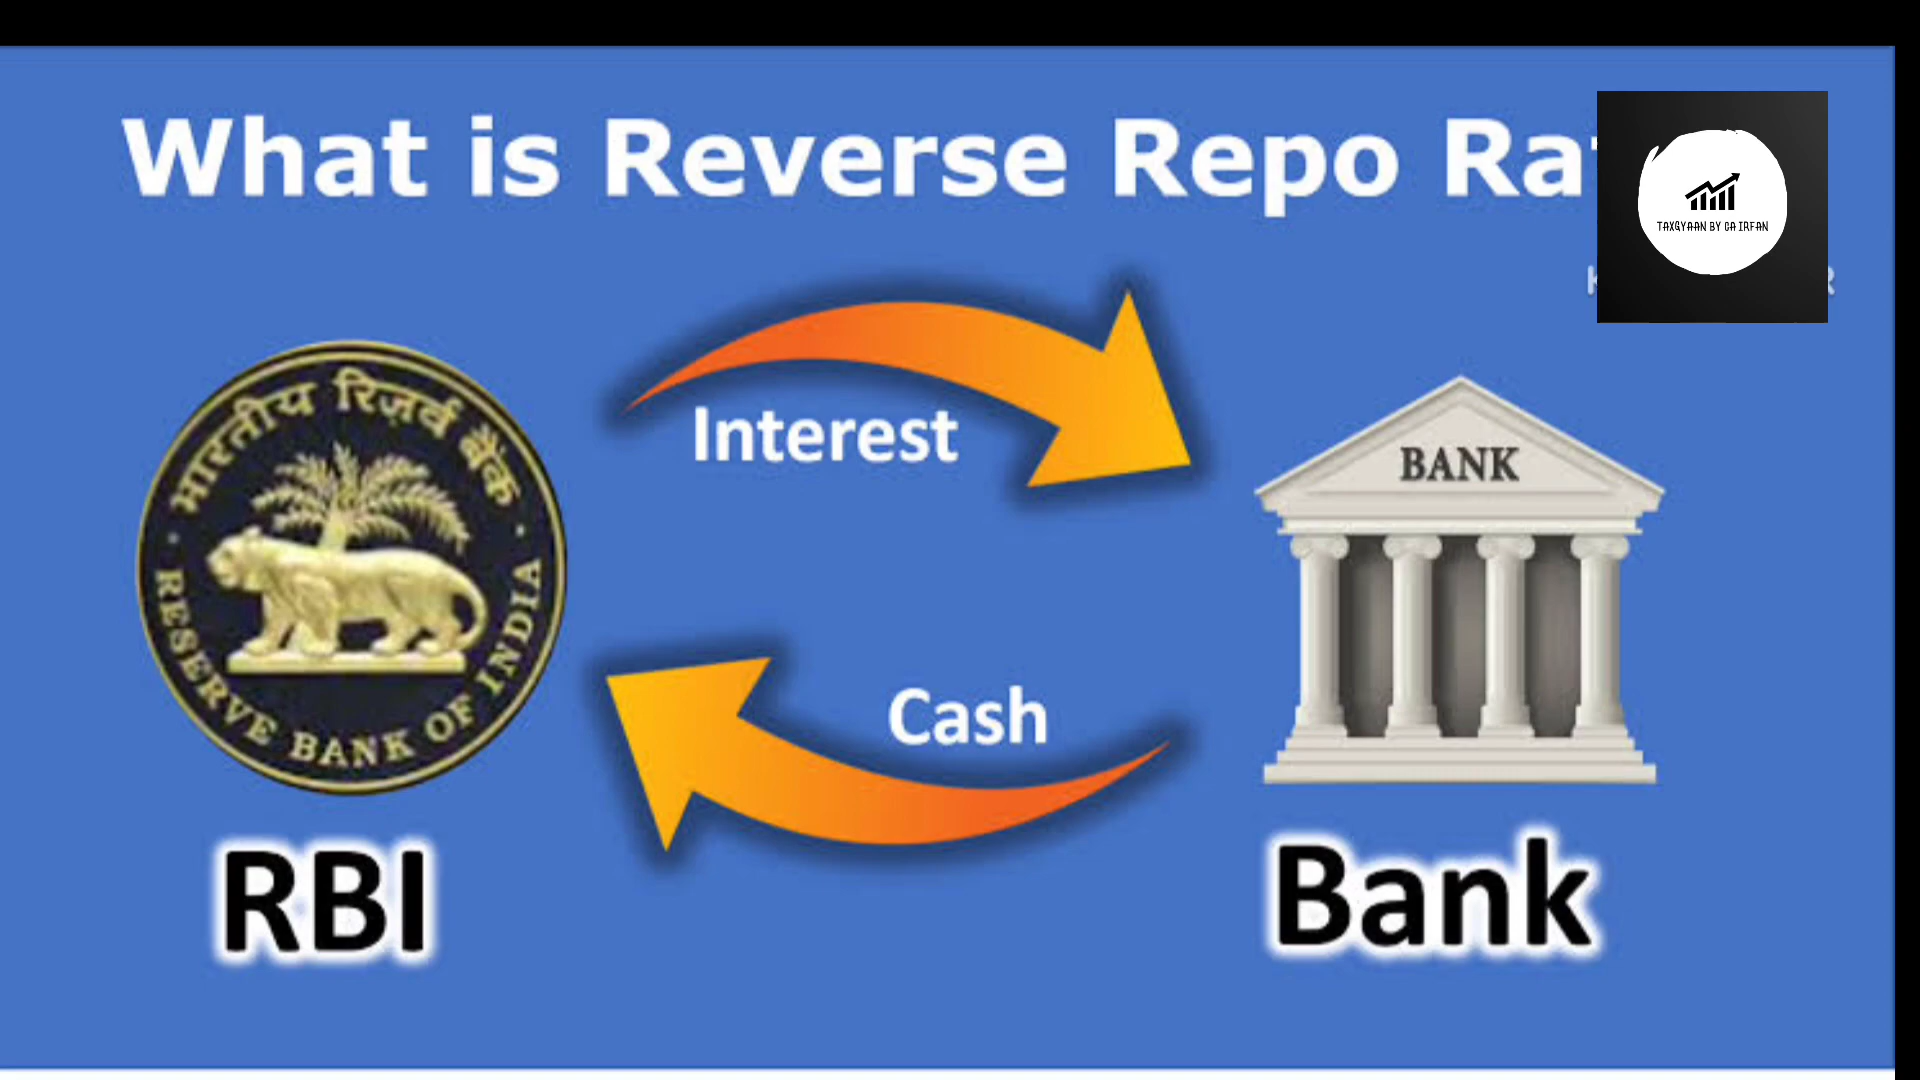 What is Reverse Repo Ra
TAXGYAAN BY CA IRFAN
Interest
BANK
भारतीय रिज़र्व बैंक
RESERVE BANK OF INDIA
Cash
RBI
Bank